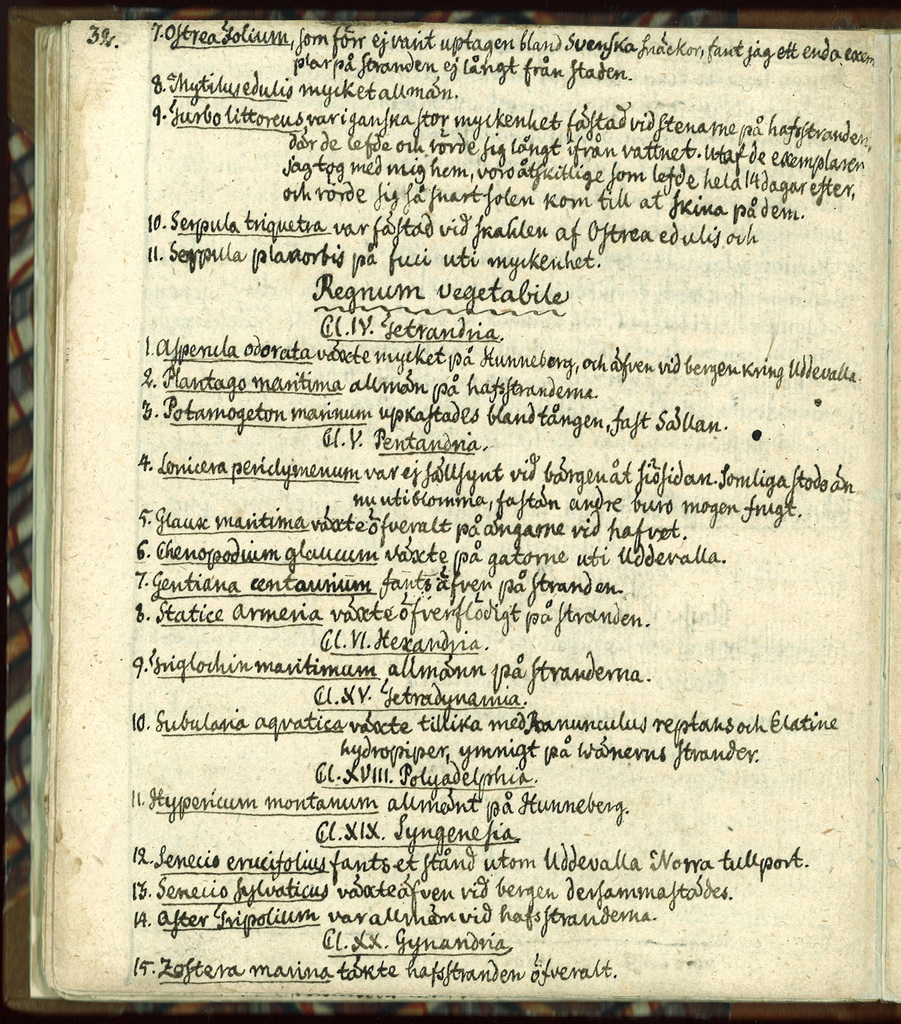 32.
7. Ostrea Folium, som förr ej varit uptagen bland Svenska snäckor, fant jag ett enda exem
plar på stranden ej långt från staden.
8. Mytilus edulis mycket allmän.
9. Turbo littoreus var i ganska stor myckenhet fästad vid stenarne på hafsstranden,
där de lefde och rörde sig långt ifrån vattnet. Utaf de exemplaren
jag tog med mig hem, voro åtskillige som lefde hela 14 dagar efter,
och rörde sig så snart solen kom till at skina på dem.
10. Serpula triquetra var fästad vid skahlen af Ostrea edulis och
11. Serpula planorbis på fuci uti myckenhet.
Regnum vegetabile
Cl. IV. Tetrandria.
1. Asperula odorata växte mycket på Hunneberg, och äfven vid bergen kring Uddevalla.
2. Plantago maritima allmän på hafsstranderna.
3. Potamogeton marinum upkastades bland tången, fast sällan.
Cl. V. Pentandria.
4. Lonicera periclymenum var ej sällsynt vid bärgen åt siösidan. Somliga stodo än
nu uti blomma, fastän andre buro mogen frugt.
5. Glaux maritima växte öfveralt på ängarne vid hafvet.
6. Chenopodium glaucum växte på gatorne uti Uddevalla.
7. Gentiana centaurium fants äfven på stranden.
8. Statice Armeria växte öfverflödigt på stranden.
Cl. VI. Hexandria.
9. Triglochin maritimum allmänn på stranderna.
Cl. XV. Tetradynamia.
10. Subularia aqvatica växte tillika med Ranunculus reptans och Elatine
hydropiper, ymnigt på Wänerns stränder.
Cl. XVIII. Polyadelphia.
11. Hypericum montanum allmänt på Hunneberg.
Cl. XIX. Syngenesia
12. Senecio erucifolius fants et stånd utom Uddevalla Norra tullport.
13. Senecio sylvaticus växte äfven vid bergen dersammastädes.
14. Aster Tripolium var allmän vid hafsstranderna.
Cl. XX. Gynandria
15. Zostera marina täkte hafsstranden öfveralt.